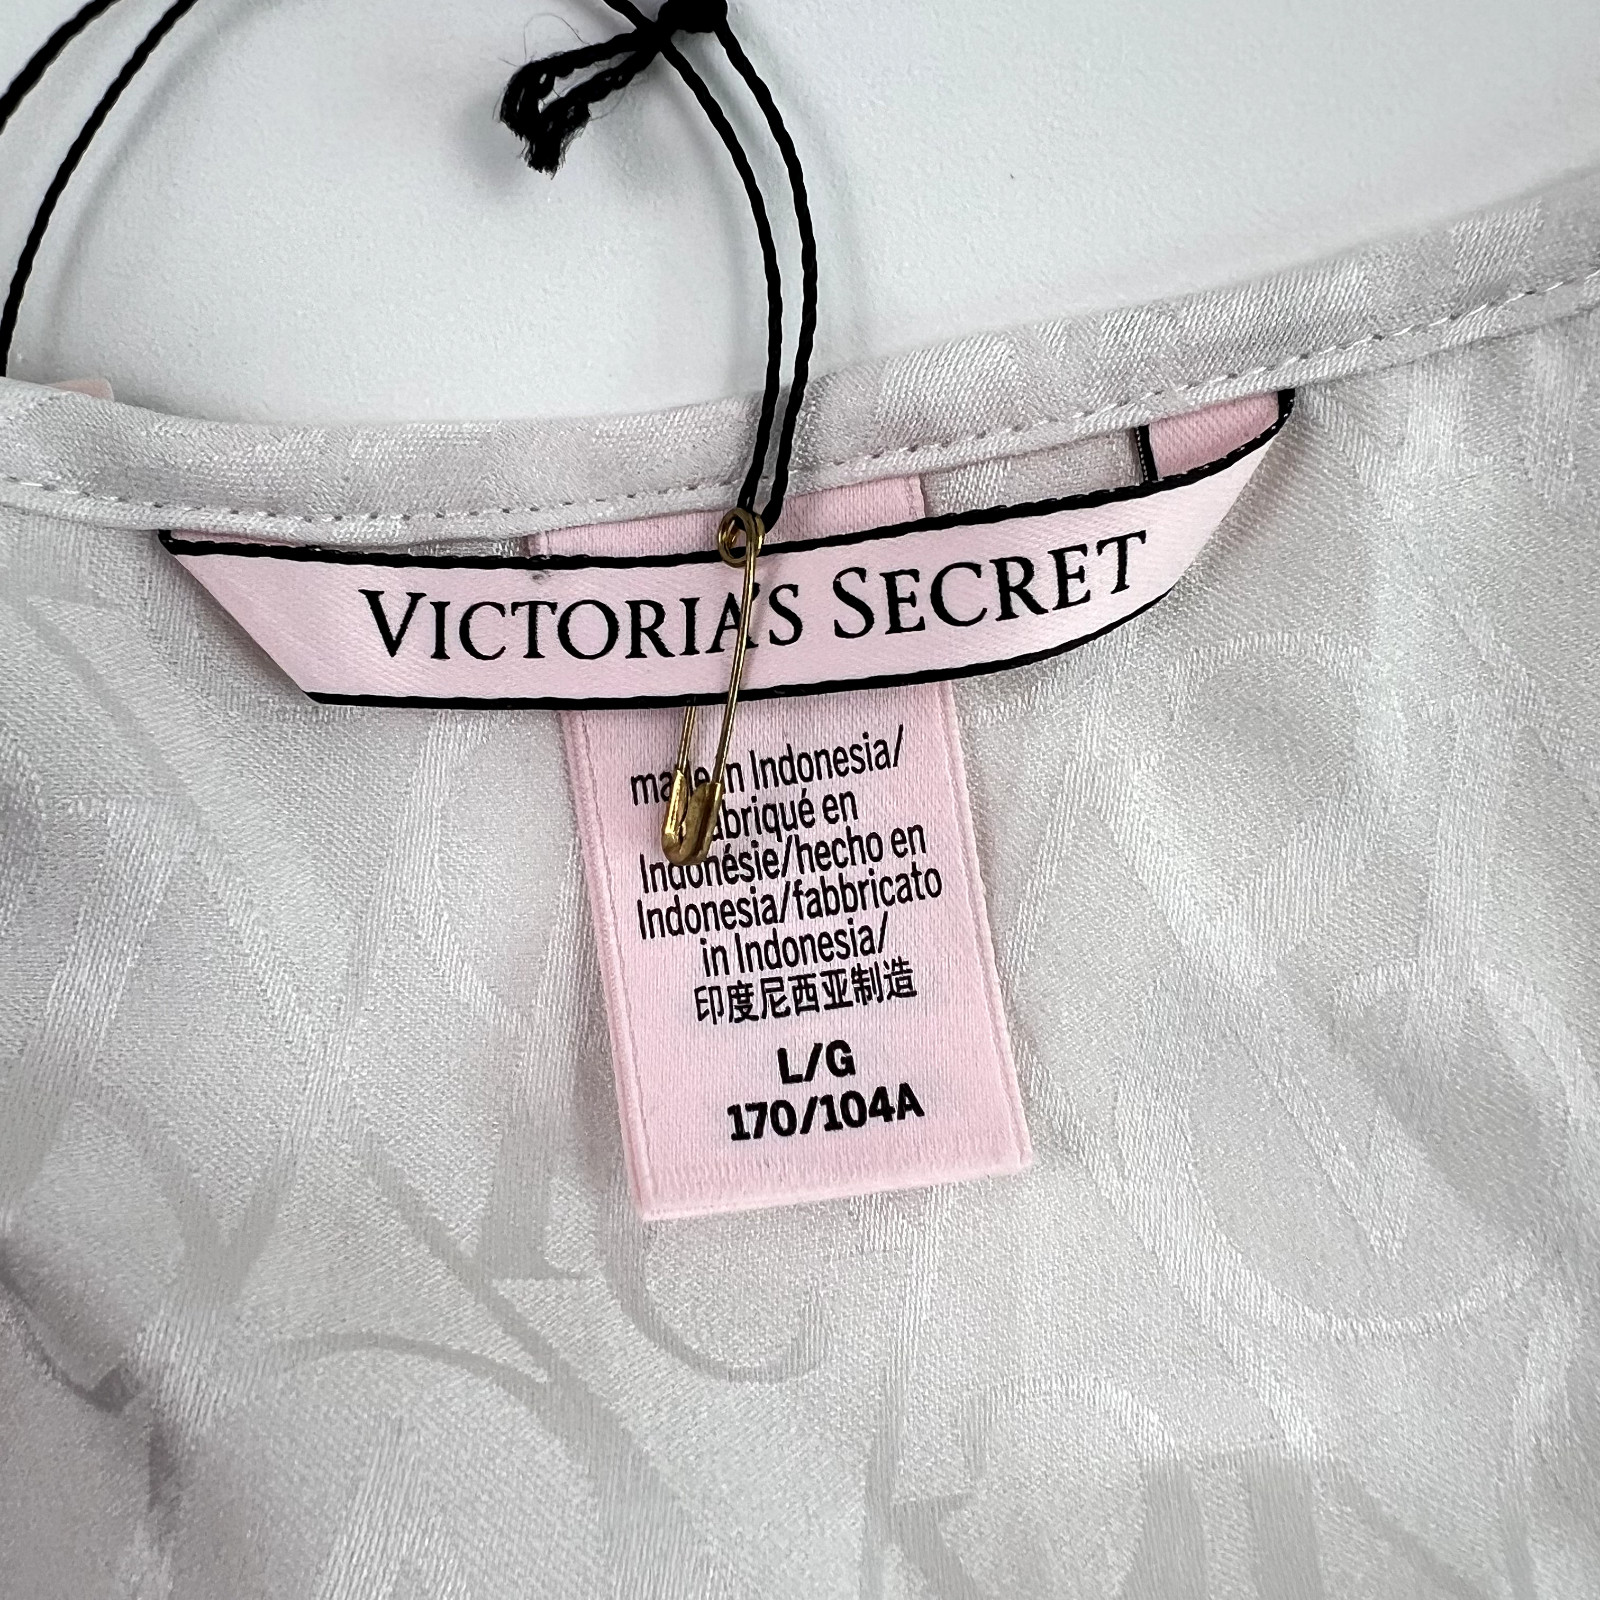 VICTORIA'S SECRET
made in Indonesia/
fabriqué en
Indonésie/hecho en
Indonesia/fabbricato
in Indonesia/
印度尼西亚制造
L/G
170/104A